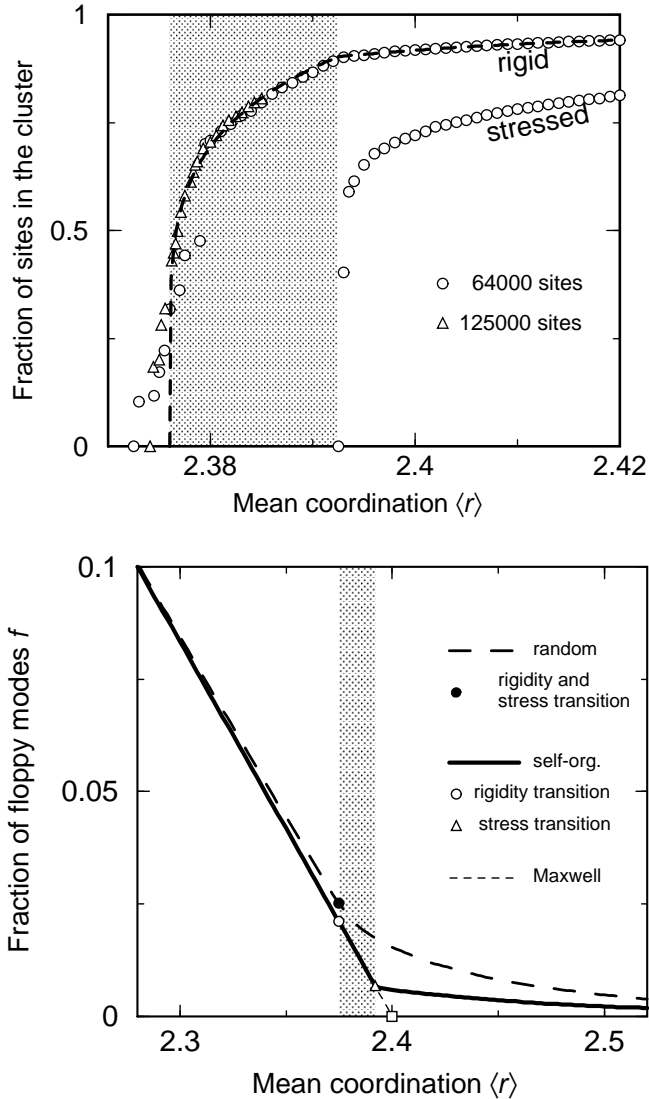 1
rigid
stressed
Fraction of sites in the cluster
0.5
64000 sites
125000 sites
0
2.38
2.4
2.42
Mean coordination ⟨r⟩
0.1
random
rigidity and
stress transition
Fraction of floppy modes f
0.05
self-org.
rigidity transition
stress transition
Maxwell
0
2.3
2.4
2.5
Mean coordination ⟨r⟩